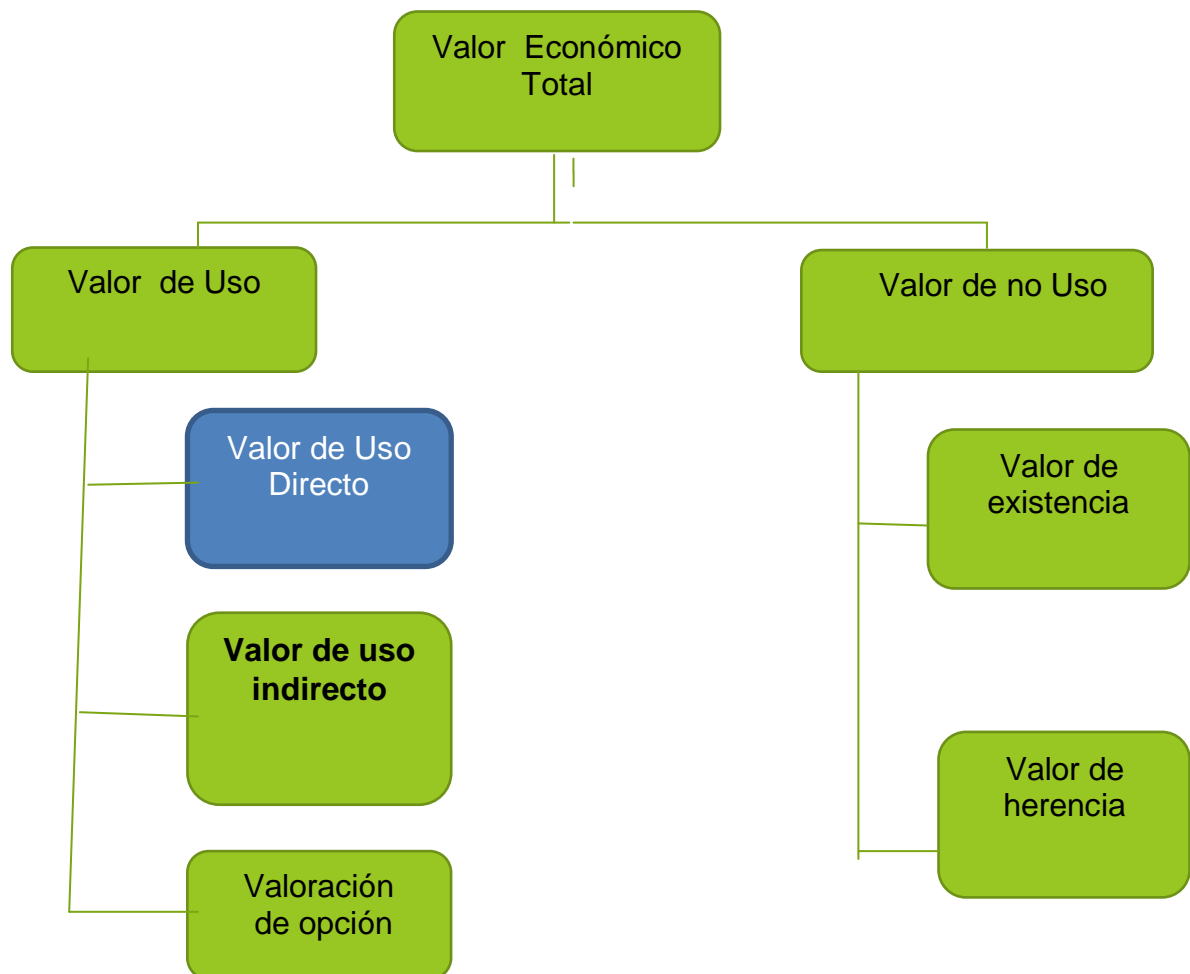 Valor Económico
Total
Valor de Uso
Valor de no Uso
Valor de Uso
Directo
Valor de
existencia
Valor de uso
indirecto
Valor de
herencia
Valoración
de opción